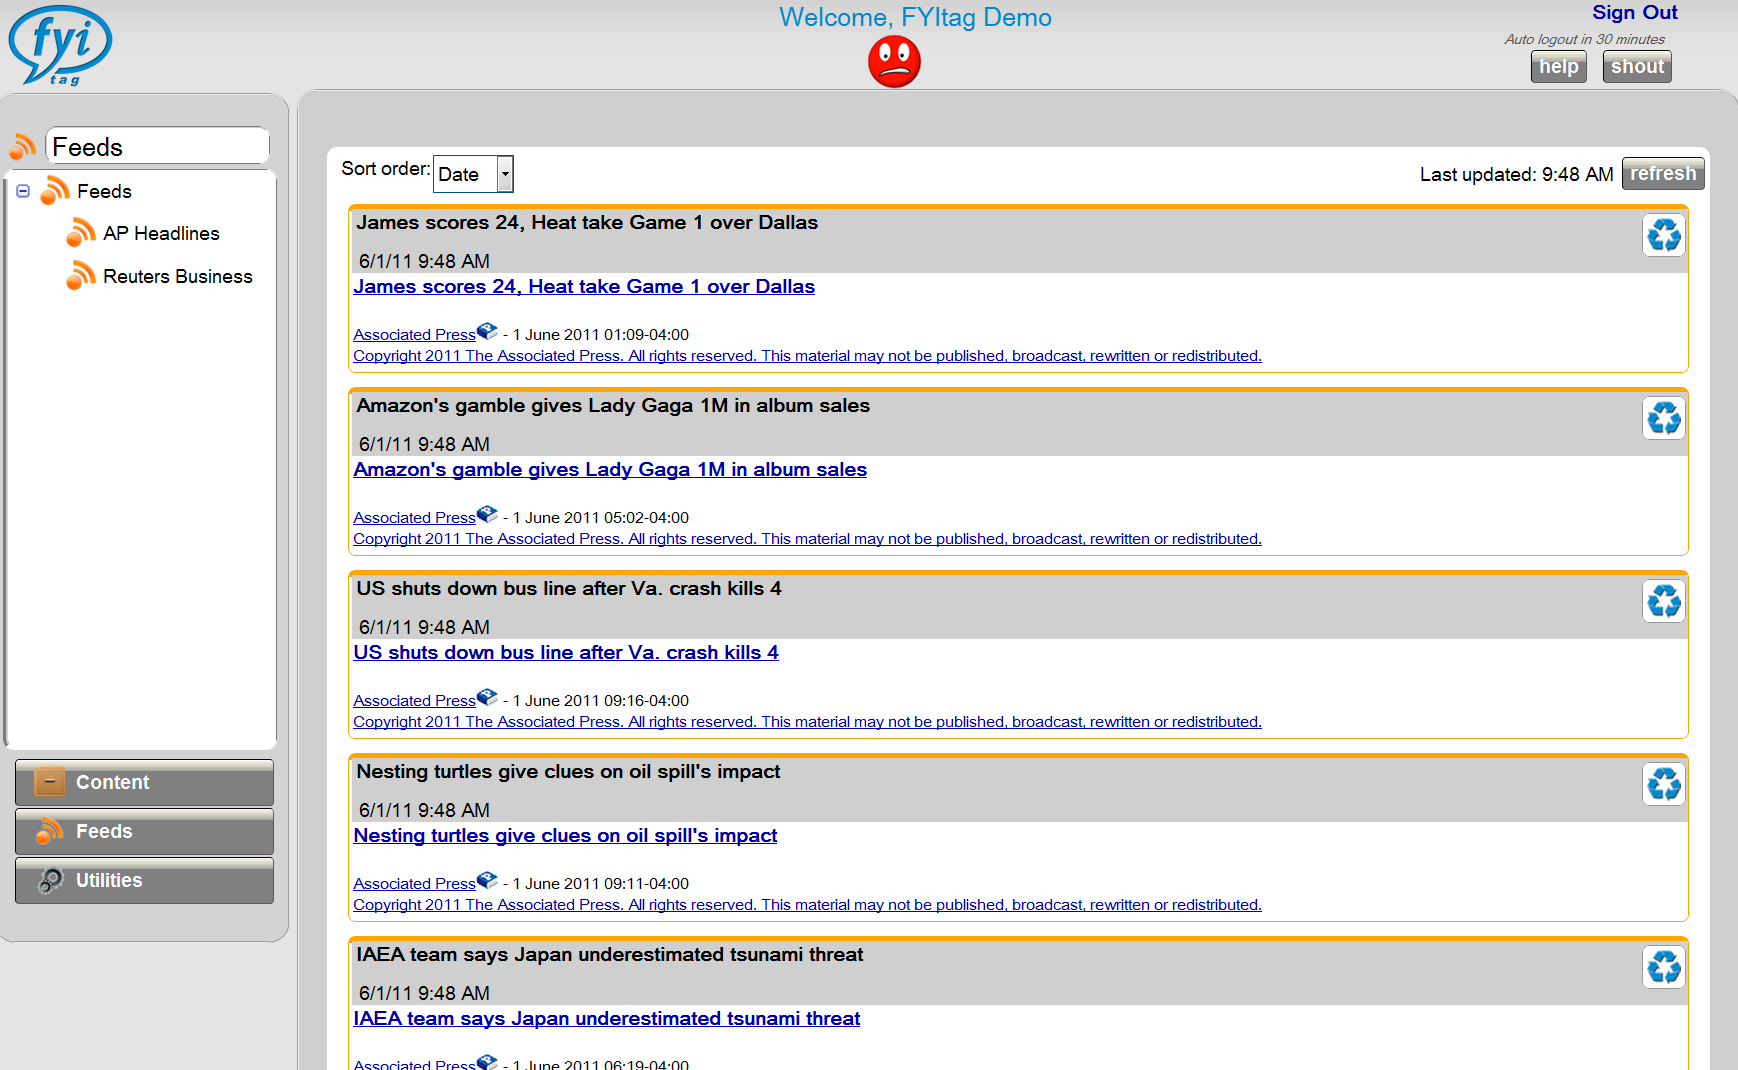 fyi
tag
Welcome, FYItag Demo
Sign Out
Auto logout in 30 minutes
help
shout
Feeds
Feeds
AP Headlines
Reuters Business
Content
Feeds
Utilities
Sort order: Date
Last updated: 9:48 AM refresh
James scores 24, Heat take Game 1 over Dallas
6/1/11 9:48 AM
James scores 24, Heat take Game 1 over Dallas
Associated Press - 1 June 2011 01:09-04:00
Copyright 2011 The Associated Press. All rights reserved. This material may not be published, broadcast, rewritten or redistributed.
Amazon's gamble gives Lady Gaga 1M in album sales
6/1/11 9:48 AM
Amazon's gamble gives Lady Gaga 1M in album sales
Associated Press - 1 June 2011 05:02-04:00
Copyright 2011 The Associated Press. All rights reserved. This material may not be published, broadcast, rewritten or redistributed.
US shuts down bus line after Va. crash kills 4
6/1/11 9:48 AM
US shuts down bus line after Va. crash kills 4
Associated Press - 1 June 2011 09:16-04:00
Copyright 2011 The Associated Press. All rights reserved. This material may not be published, broadcast, rewritten or redistributed.
Nesting turtles give clues on oil spill's impact
6/1/11 9:48 AM
Nesting turtles give clues on oil spill's impact
Associated Press - 1 June 2011 09:11-04:00
Copyright 2011 The Associated Press. All rights reserved. This material may not be published, broadcast, rewritten or redistributed.
IAEA team says Japan underestimated tsunami threat
6/1/11 9:48 AM
IAEA team says Japan underestimated tsunami threat
Associated Press - 1 June 2011 06:19-04:00